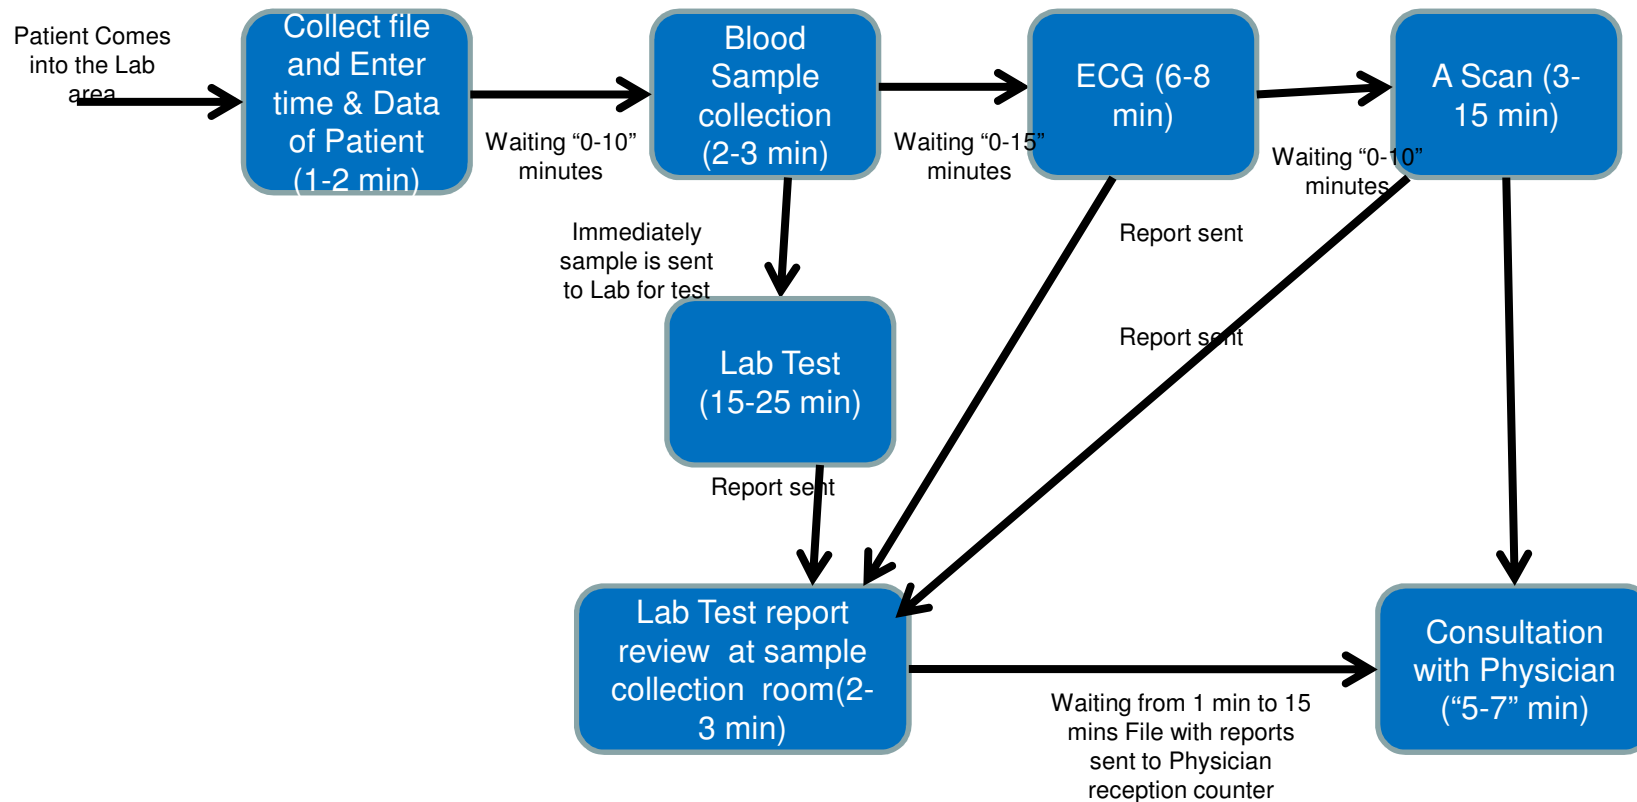 Patient Comes
into the Lab
area
Collect file
and Enter
time & Data
of Patient
(1-2 min)
Waiting “0-10”
minutes
Blood
Sample
collection
(2-3 min)
Waiting “0-15”
minutes
ECG (6-8
min)
Waiting “0-10”
minutes
A Scan (3-
15 min)
Immediately
sample is sent
to Lab for test
Report sent
Report sent
Lab Test
(15-25 min)
Report sent
Lab Test report
review at sample
collection room(2-
3 min)
Waiting from 1 min to 15
mins File with reports
sent to Physician
reception counter
Consultation
with Physician
(“5-7” min)